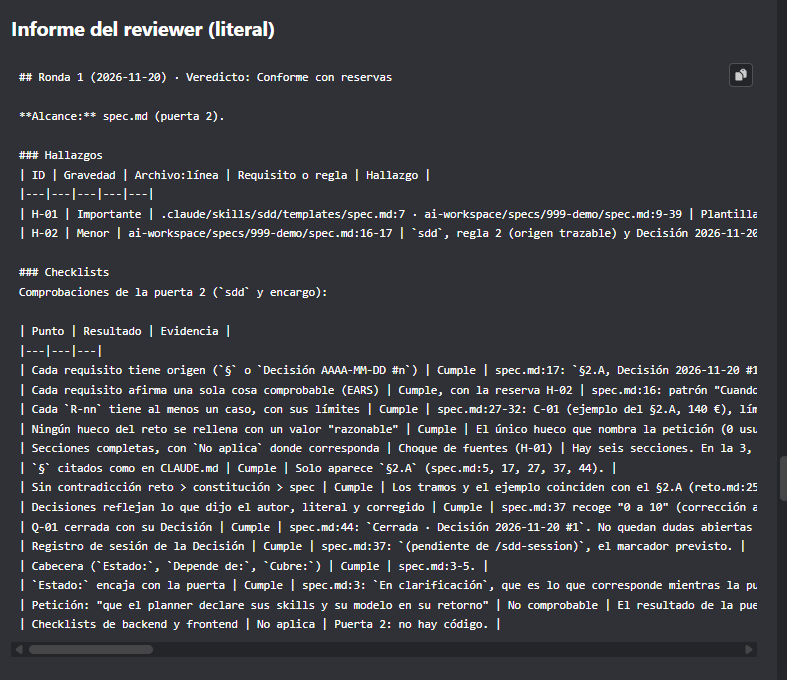 Informe del reviewer (literal)
## Ronda 1 (2026-11-20) · Veredicto: Conforme con reservas
**Alcance:** spec.md (puerta 2).
### Hallazgos
| ID | Gravedad | Archivo:línea | Requisito o regla | Hallazgo |
|---|---|---|---|---|
| H-01 | Importante | .claude/skills/sdd/templates/spec.md:7 · ai-workspace/specs/999-demo/spec.md:9-39 | Plantilla
| H-02 | Menor | ai-workspace/specs/999-demo/spec.md:16-17 | `sdd`, regla 2 (origen trazable) y Decisión 2026-11-20
### Checklists
Comprobaciones de la puerta 2 (`sdd` y encargo):
| Punto | Resultado | Evidencia |
|---|---|---|
| Cada requisito tiene origen (`§` o `Decisión AAAA-MM-DD #n`) | Cumple | spec.md:17: `§2.A, Decisión 2026-11-20 #1
| Cada requisito afirma una sola cosa comprobable (EARS) | Cumple, con la reserva H-02 | spec.md:16: patrón "Cuando
| Cada `R-nn` tiene al menos un caso, con sus límites | Cumple | spec.md:27-32: C-01 (ejemplo del §2.A, 140 €), lím
| Ningún hueco del reto se rellena con un valor "razonable" | Cumple | El único hueco que nombra la petición (0 usu
| Secciones completas, con `No aplica` donde corresponda | Choque de fuentes (H-01) | Hay seis secciones. En la 3,
| `§` citados como en CLAUDE.md | Cumple | Solo aparece `§2.A` (spec.md:5, 17, 27, 37, 44). |
| Sin contradicción reto > constitución > spec | Cumple | Los tramos y el ejemplo coinciden con el §2.A (reto.md:25
| Decisiones reflejan lo que dijo el autor, literal y corregido | Cumple | spec.md:37 recoge "0 a 10" (corrección a
| Q-01 cerrada con su Decisión | Cumple | spec.md:44: `Cerrada · Decisión 2026-11-20 #1`. No quedan dudas abiertas
| Registro de sesión de la Decisión | Cumple | spec.md:37: `(pendiente de /sdd-session)`, el marcador previsto. |
| Cabecera (`Estado:`, `Depende de:`, `Cubre:`) | Cumple | spec.md:3-5. |
| `Estado:` encaja con la puerta | Cumple | spec.md:3: `En clarificación`, que es lo que corresponde mientras la pu
| Petición: "que el planner declare sus skills y su modelo en su retorno" | No comprobable | El resultado de la pue
| Checklists de backend y frontend | No aplica | Puerta 2: no hay código. |